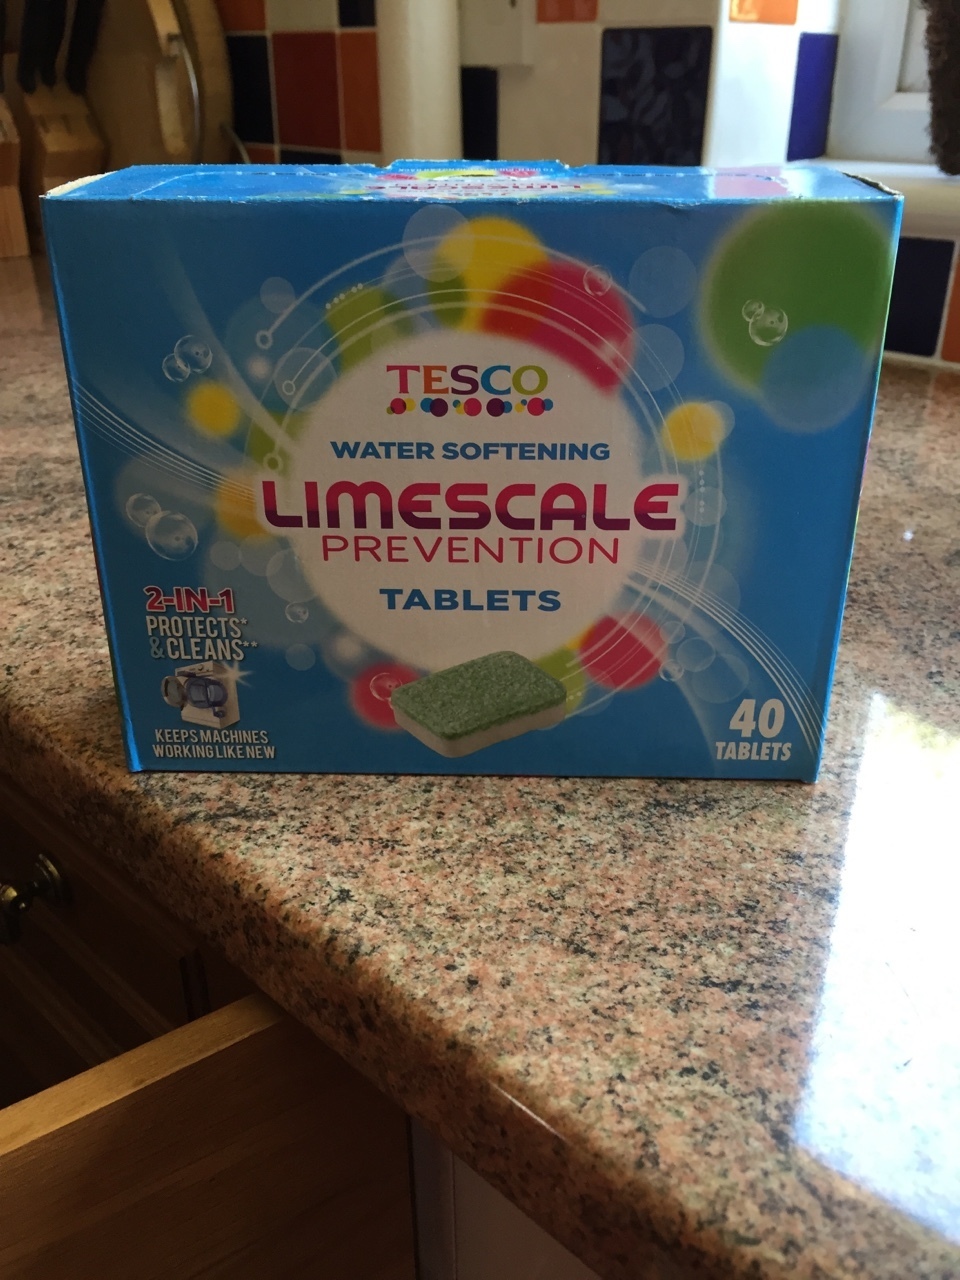 TESCO
WATER SOFTENING
LIMESCALE
PREVENTION
TABLETS
2-IN-1
PROTECTS*
& CLEANS**
KEEPS MACHINES
WORKING LIKE NEW
40
TABLETS